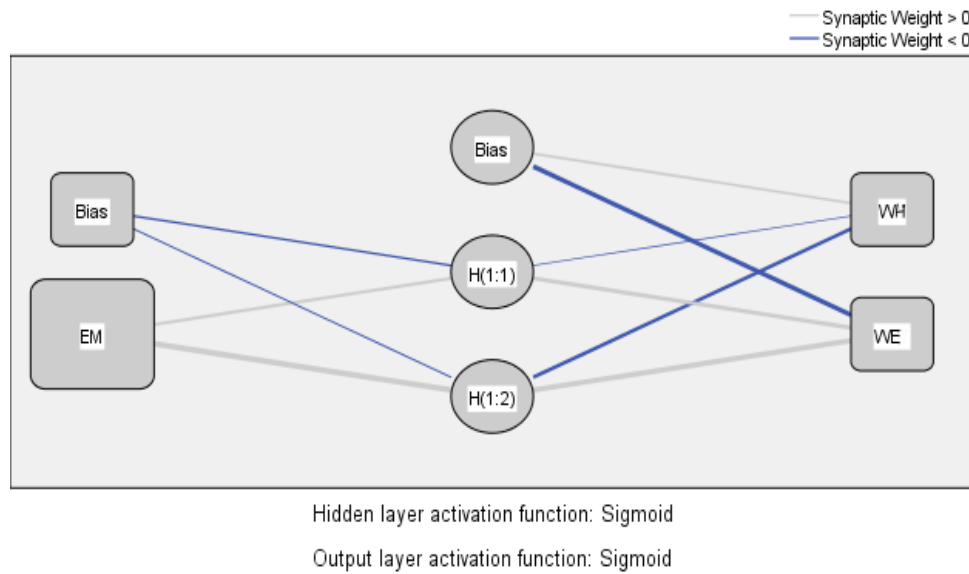 Synaptic Weight > 0
Synaptic Weight < 0
Bias
Bias
WH
H(1:1)
EM
WE
H(1:2)
Hidden layer activation function: Sigmoid
Output layer activation function: Sigmoid